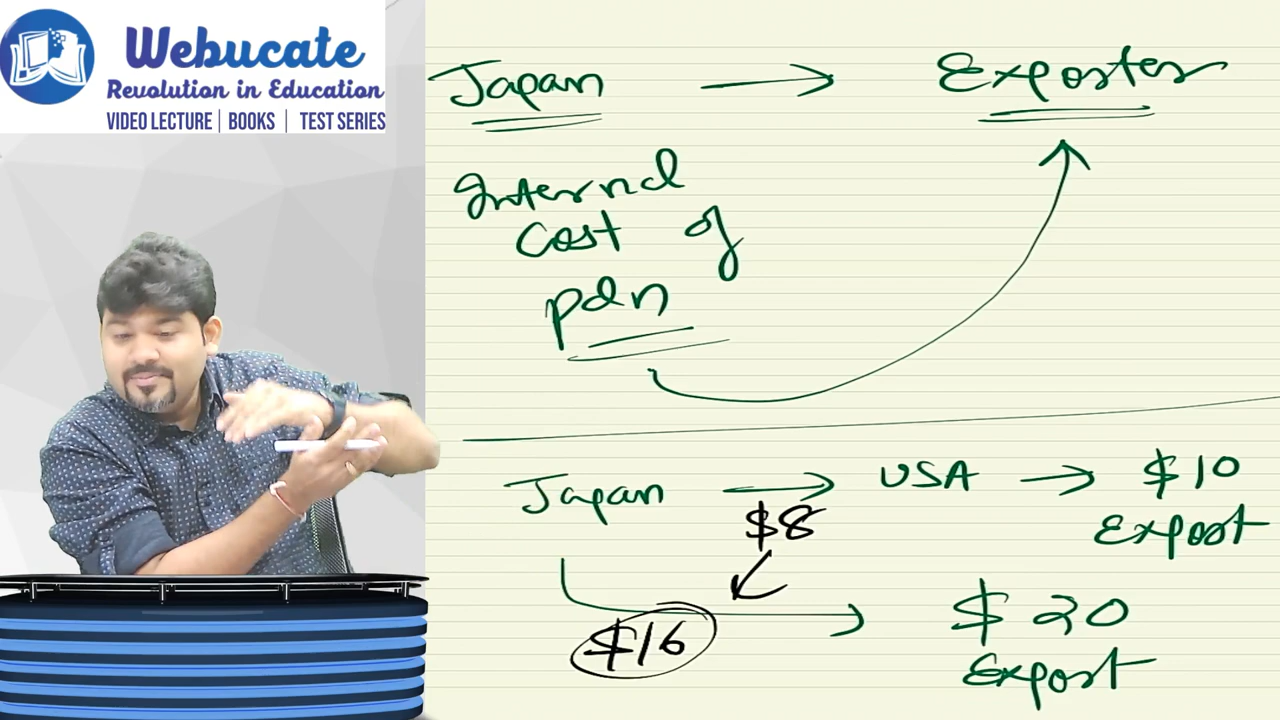 Webucate
Revolution in Education
VIDEO LECTURE | BOOKS | TEST SERIES
Japan → Exporter
Internal
cost of
pdn
Japan → USA → $10
$8 Export
$16 $20
Export